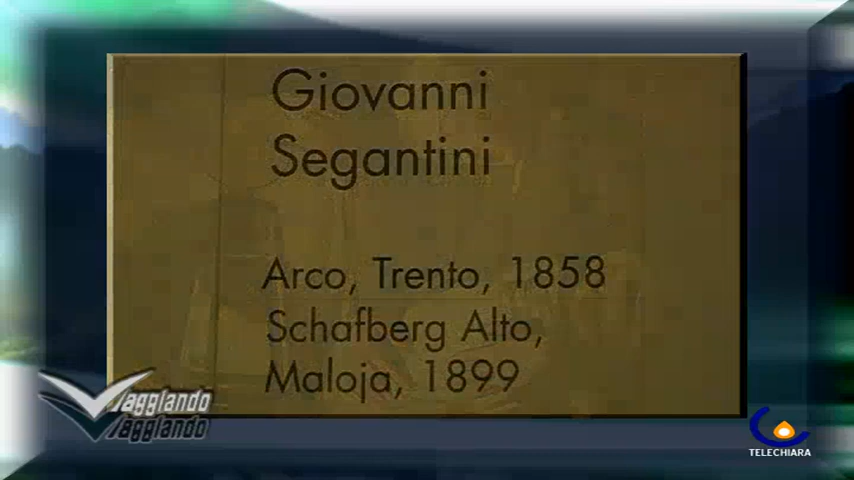 Giovanni
Segantini
Arco, Trento, 1858
Schafberg Alto,
Maloja, 1899
Viaggiando
Viaggiando
TELECHIARA